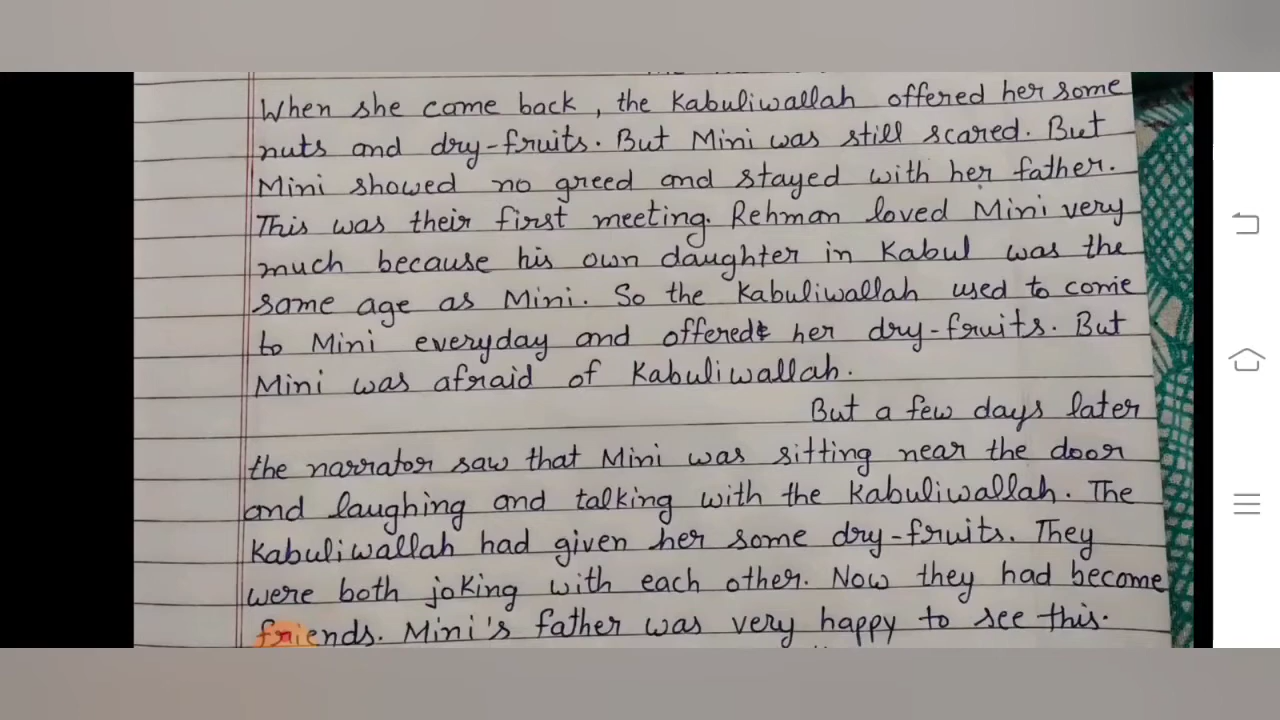 When she came back, the Kabuliwallah offered her some
nuts and dry-fruits. But Mini was still scared. But
Mini showed no greed and stayed with her father.
This was their first meeting. Rehman loved Mini very
much because his own daughter in Kabul was the
same age as Mini. So the Kabuliwallah used to come
to Mini everyday and offered her dry-fruits. But
Mini was afraid of Kabuliwallah.
But a few days later
the narrator saw that Mini was sitting near the door
and laughing and talking with the Kabuliwallah. The
Kabuliwallah had given her some dry-fruits. They
were both joking with each other. Now they had become
friends. Mini's father was very happy to see this.